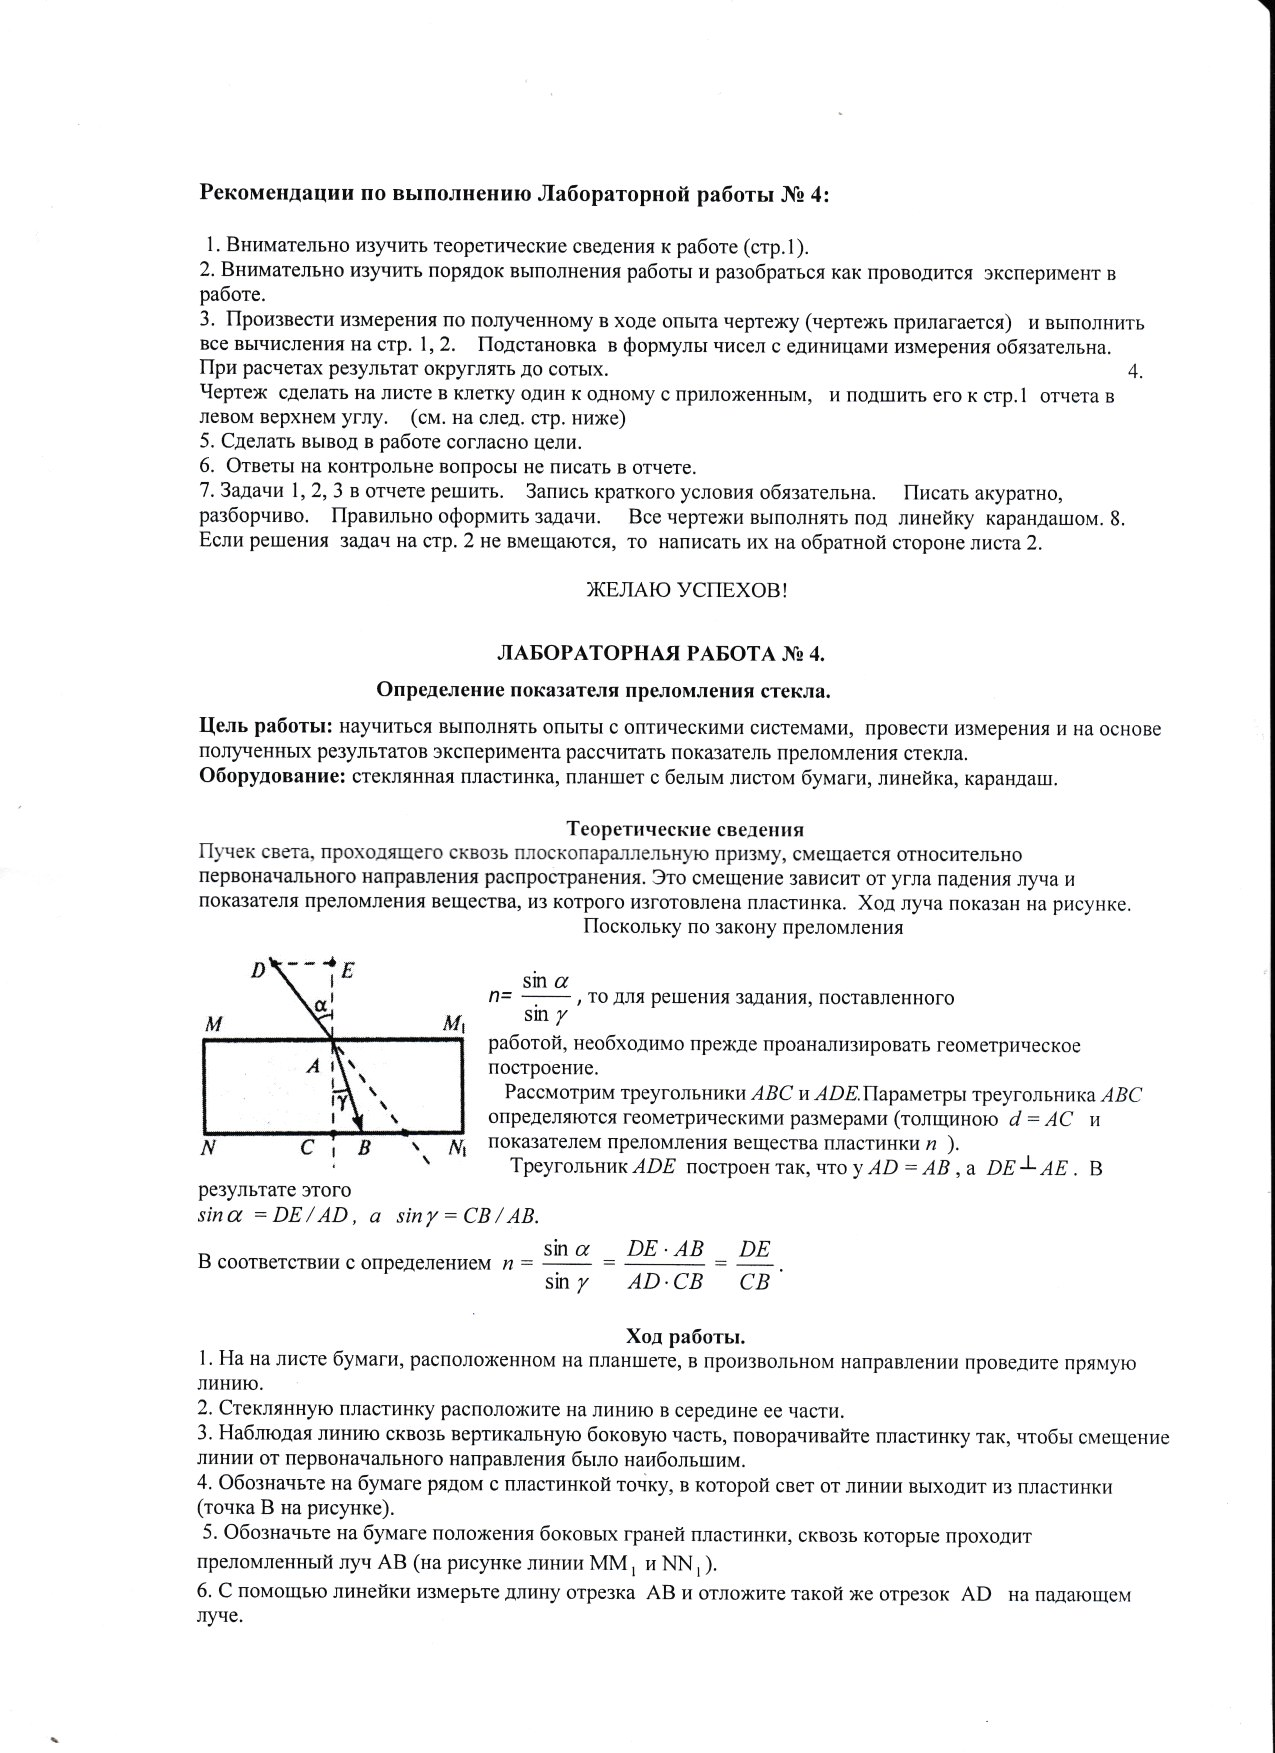 Рекомендации по выполнению Лабораторной работы № 4:
1. Внимательно изучить теоретические сведения к работе (стр.1).
2. Внимательно изучить порядок выполнения работы и разобраться как проводится эксперимент в
работе.
3. Произвести измерения по полученному в ходе опыта чертежу (чертежь прилагается) и выполнить
все вычисления на стр. 1, 2. Подстановка в формулы чисел с единицами измерения обязательна.
При расчетах результат округлять до сотых. 4.
Чертеж сделать на листе в клетку один к одному с приложенным, и подшить его к стр.1 отчета в
левом верхнем углу. (см. на след. стр. ниже)
5. Сделать вывод в работе согласно цели.
6. Ответы на контрольне вопросы не писать в отчете.
7. Задачи 1, 2, 3 в отчете решить. Запись краткого условия обязательна. Писать акуратно,
разборчиво. Правильно оформить задачи. Все чертежи выполнять под линейку карандашом. 8.
Если решения задач на стр. 2 не вмещаются, то написать их на обратной стороне листа 2.
ЖЕЛАЮ УСПЕХОВ!
ЛАБОРАТОРНАЯ РАБОТА № 4.
Определение показателя преломления стекла.
Цель работы: научиться выполнять опыты с оптическими системами, провести измерения и на основе
полученных результатов эксперимента рассчитать показатель преломления стекла.
Оборудование: стеклянная пластинка, планшет с белым листом бумаги, линейка, карандаш.
Теоретические сведения
Пучек света, проходящего сквозь плоскопараллельную призму, смещается относительно
первоначального направления распространения. Это смещение зависит от угла падения луча и
показателя преломления вещества, из котрого изготовлена пластинка. Ход луча показан на рисунке.
Поскольку по закону преломления
D E
α
M M₁
A
γ
N C B N₁
n= sin α / sin γ , то для решения задания, поставленного
работой, необходимо прежде проанализировать геометрическое
построение.
Рассмотрим треугольники ABC и ADE.Параметры треугольника ABC
определяются геометрическими размерами (толщиною d = AC и
показателем преломления вещества пластинки n ).
Треугольник ADE построен так, что у AD = AB , а DE ⊥ AE . В
результате этого
sin α = DE / AD , а sin γ = CB / AB.
В соответствии с определением n = sin α / sin γ = DE · AB / AD · CB = DE / CB .
Ход работы.
1. На на листе бумаги, расположенном на планшете, в произвольном направлении проведите прямую
линию.
2. Стеклянную пластинку расположите на линию в середине ее части.
3. Наблюдая линию сквозь вертикальную боковую часть, поворачивайте пластинку так, чтобы смещение
линии от первоначального направления было наибольшим.
4. Обозначьте на бумаге рядом с пластинкой точку, в которой свет от линии выходит из пластинки
(точка В на рисунке).
5. Обозначьте на бумаге положения боковых граней пластинки, сквозь которые проходит
преломленный луч АВ (на рисунке линии MM₁ и NN₁ ).
6. С помощью линейки измерьте длину отрезка АВ и отложите такой же отрезок AD на падающем
луче.